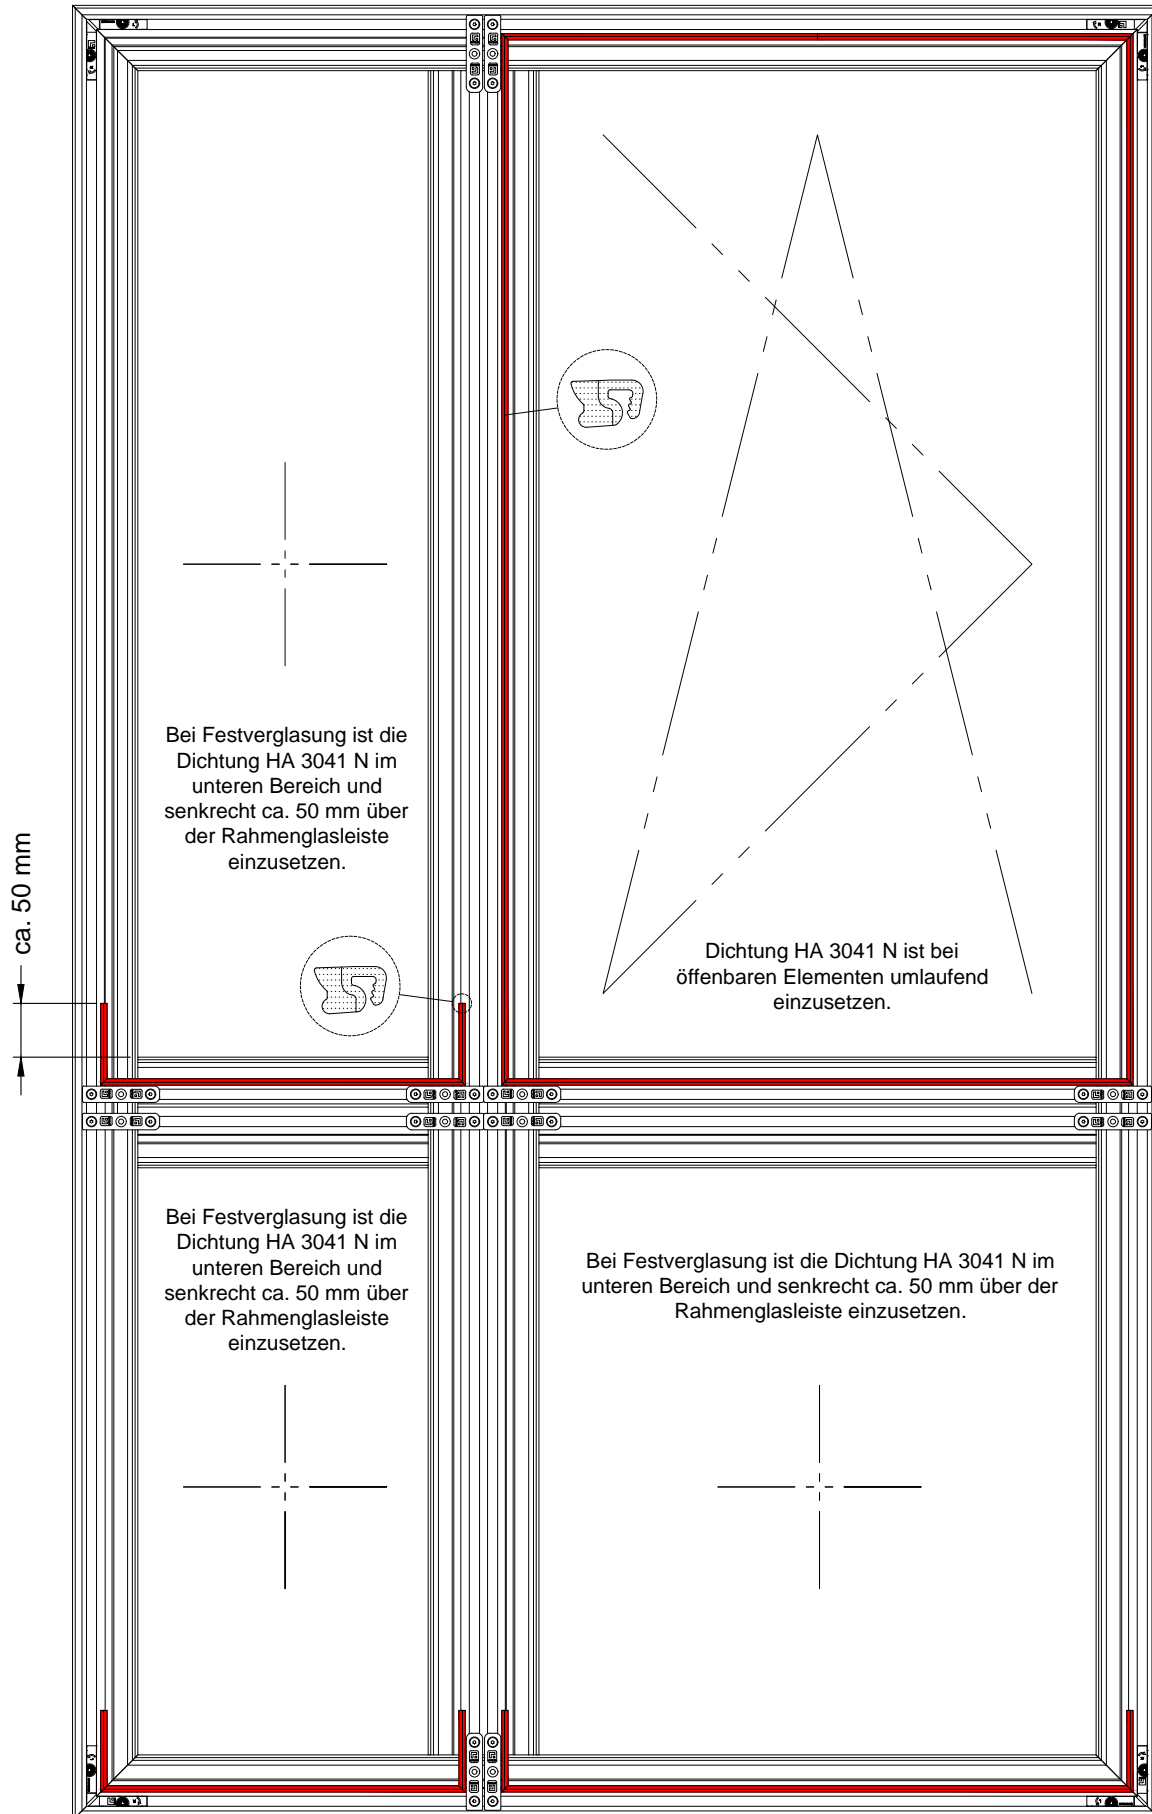 Bei Festverglasung ist die
Dichtung HA 3041 N im
unteren Bereich und
senkrecht ca. 50 mm über
der Rahmenglasleiste
einzusetzen.
ca. 50 mm
Dichtung HA 3041 N ist bei
öffenbaren Elementen umlaufend
einzusetzen.
Bei Festverglasung ist die
Dichtung HA 3041 N im
unteren Bereich und
senkrecht ca. 50 mm über
der Rahmenglasleiste
einzusetzen.
Bei Festverglasung ist die Dichtung HA 3041 N im
unteren Bereich und senkrecht ca. 50 mm über der
Rahmenglasleiste einzusetzen.